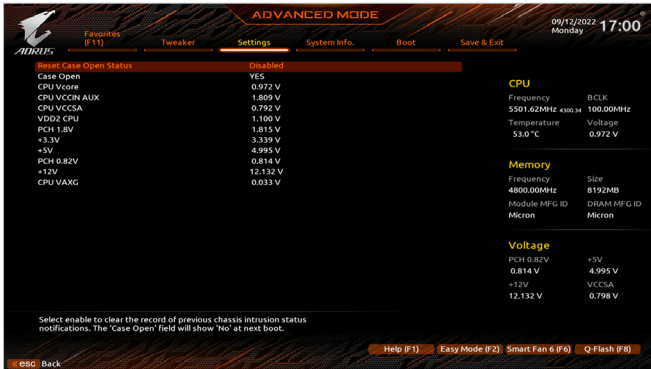 ADVANCED MODE
09/12/2022 Monday 17:00
AORUS
Favorites (F11) Tweaker Settings System Info. Boot Save & Exit
Reset Case Open Status Disabled
Case Open YES
CPU Vcore 0.972 V
CPU VCCIN AUX 1.809 V
CPU VCCSA 0.792 V
VDD2 CPU 1.100 V
PCH 1.8V 1.815 V
+3.3V 3.339 V
+5V 4.995 V
PCH 0.82V 0.814 V
+12V 12.132 V
CPU VAXG 0.033 V
CPU
Frequency BCLK
5501.62MHz 4300.34 100.00MHz
Temperature Voltage
53.0 °C 0.972 V
Memory
Frequency Size
4800.00MHz 8192MB
Module MFG ID DRAM MFG ID
Micron Micron
Voltage
PCH 0.82V +5V
0.814 V 4.995 V
+12V VCCSA
12.132 V 0.798 V
Select enable to clear the record of previous chassis intrusion status
notifications. The 'Case Open' field will show 'No' at next boot.
Help (F1) Easy Mode (F2) Smart Fan 6 (F6) Q-Flash (F8)
esc Back